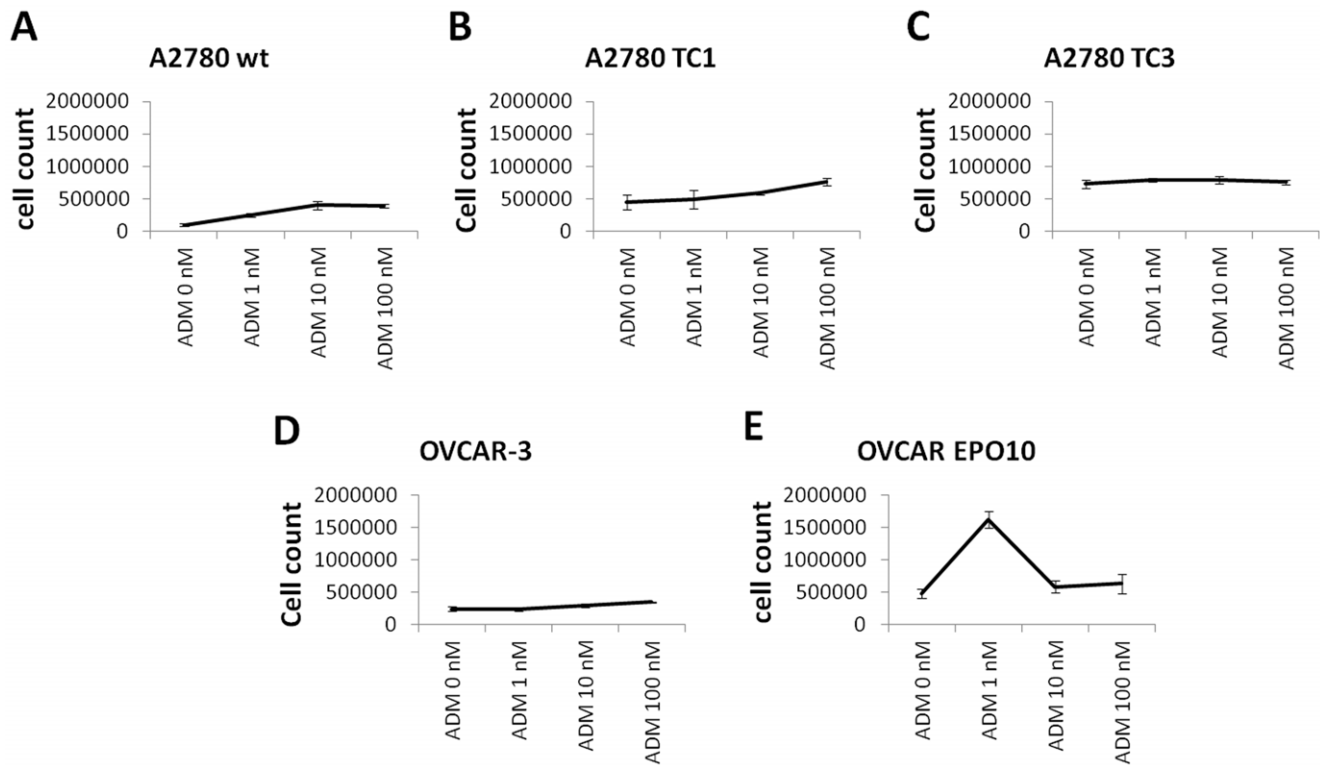 A
A2780 wt
cell count
2000000
1500000
1000000
500000
0
ADM 0 nM
ADM 1 nM
ADM 10 nM
ADM 100 nM
B
A2780 TC1
Cell count
2000000
1500000
1000000
500000
0
ADM 0 nM
ADM 1 nM
ADM 10 nM
ADM 100 nM
C
A2780 TC3
Cell count
2000000
1500000
1000000
500000
0
ADM 0 nM
ADM 1 nM
ADM 10 nM
ADM 100 nM
D
OVCAR-3
Cell count
2000000
1500000
1000000
500000
0
ADM 0 nM
ADM 1 nM
ADM 10 nM
ADM 100 nM
E
OVCAR EPO10
cell count
2000000
1500000
1000000
500000
0
ADM 0 nM
ADM 1 nM
ADM 10 nM
ADM 100 nM